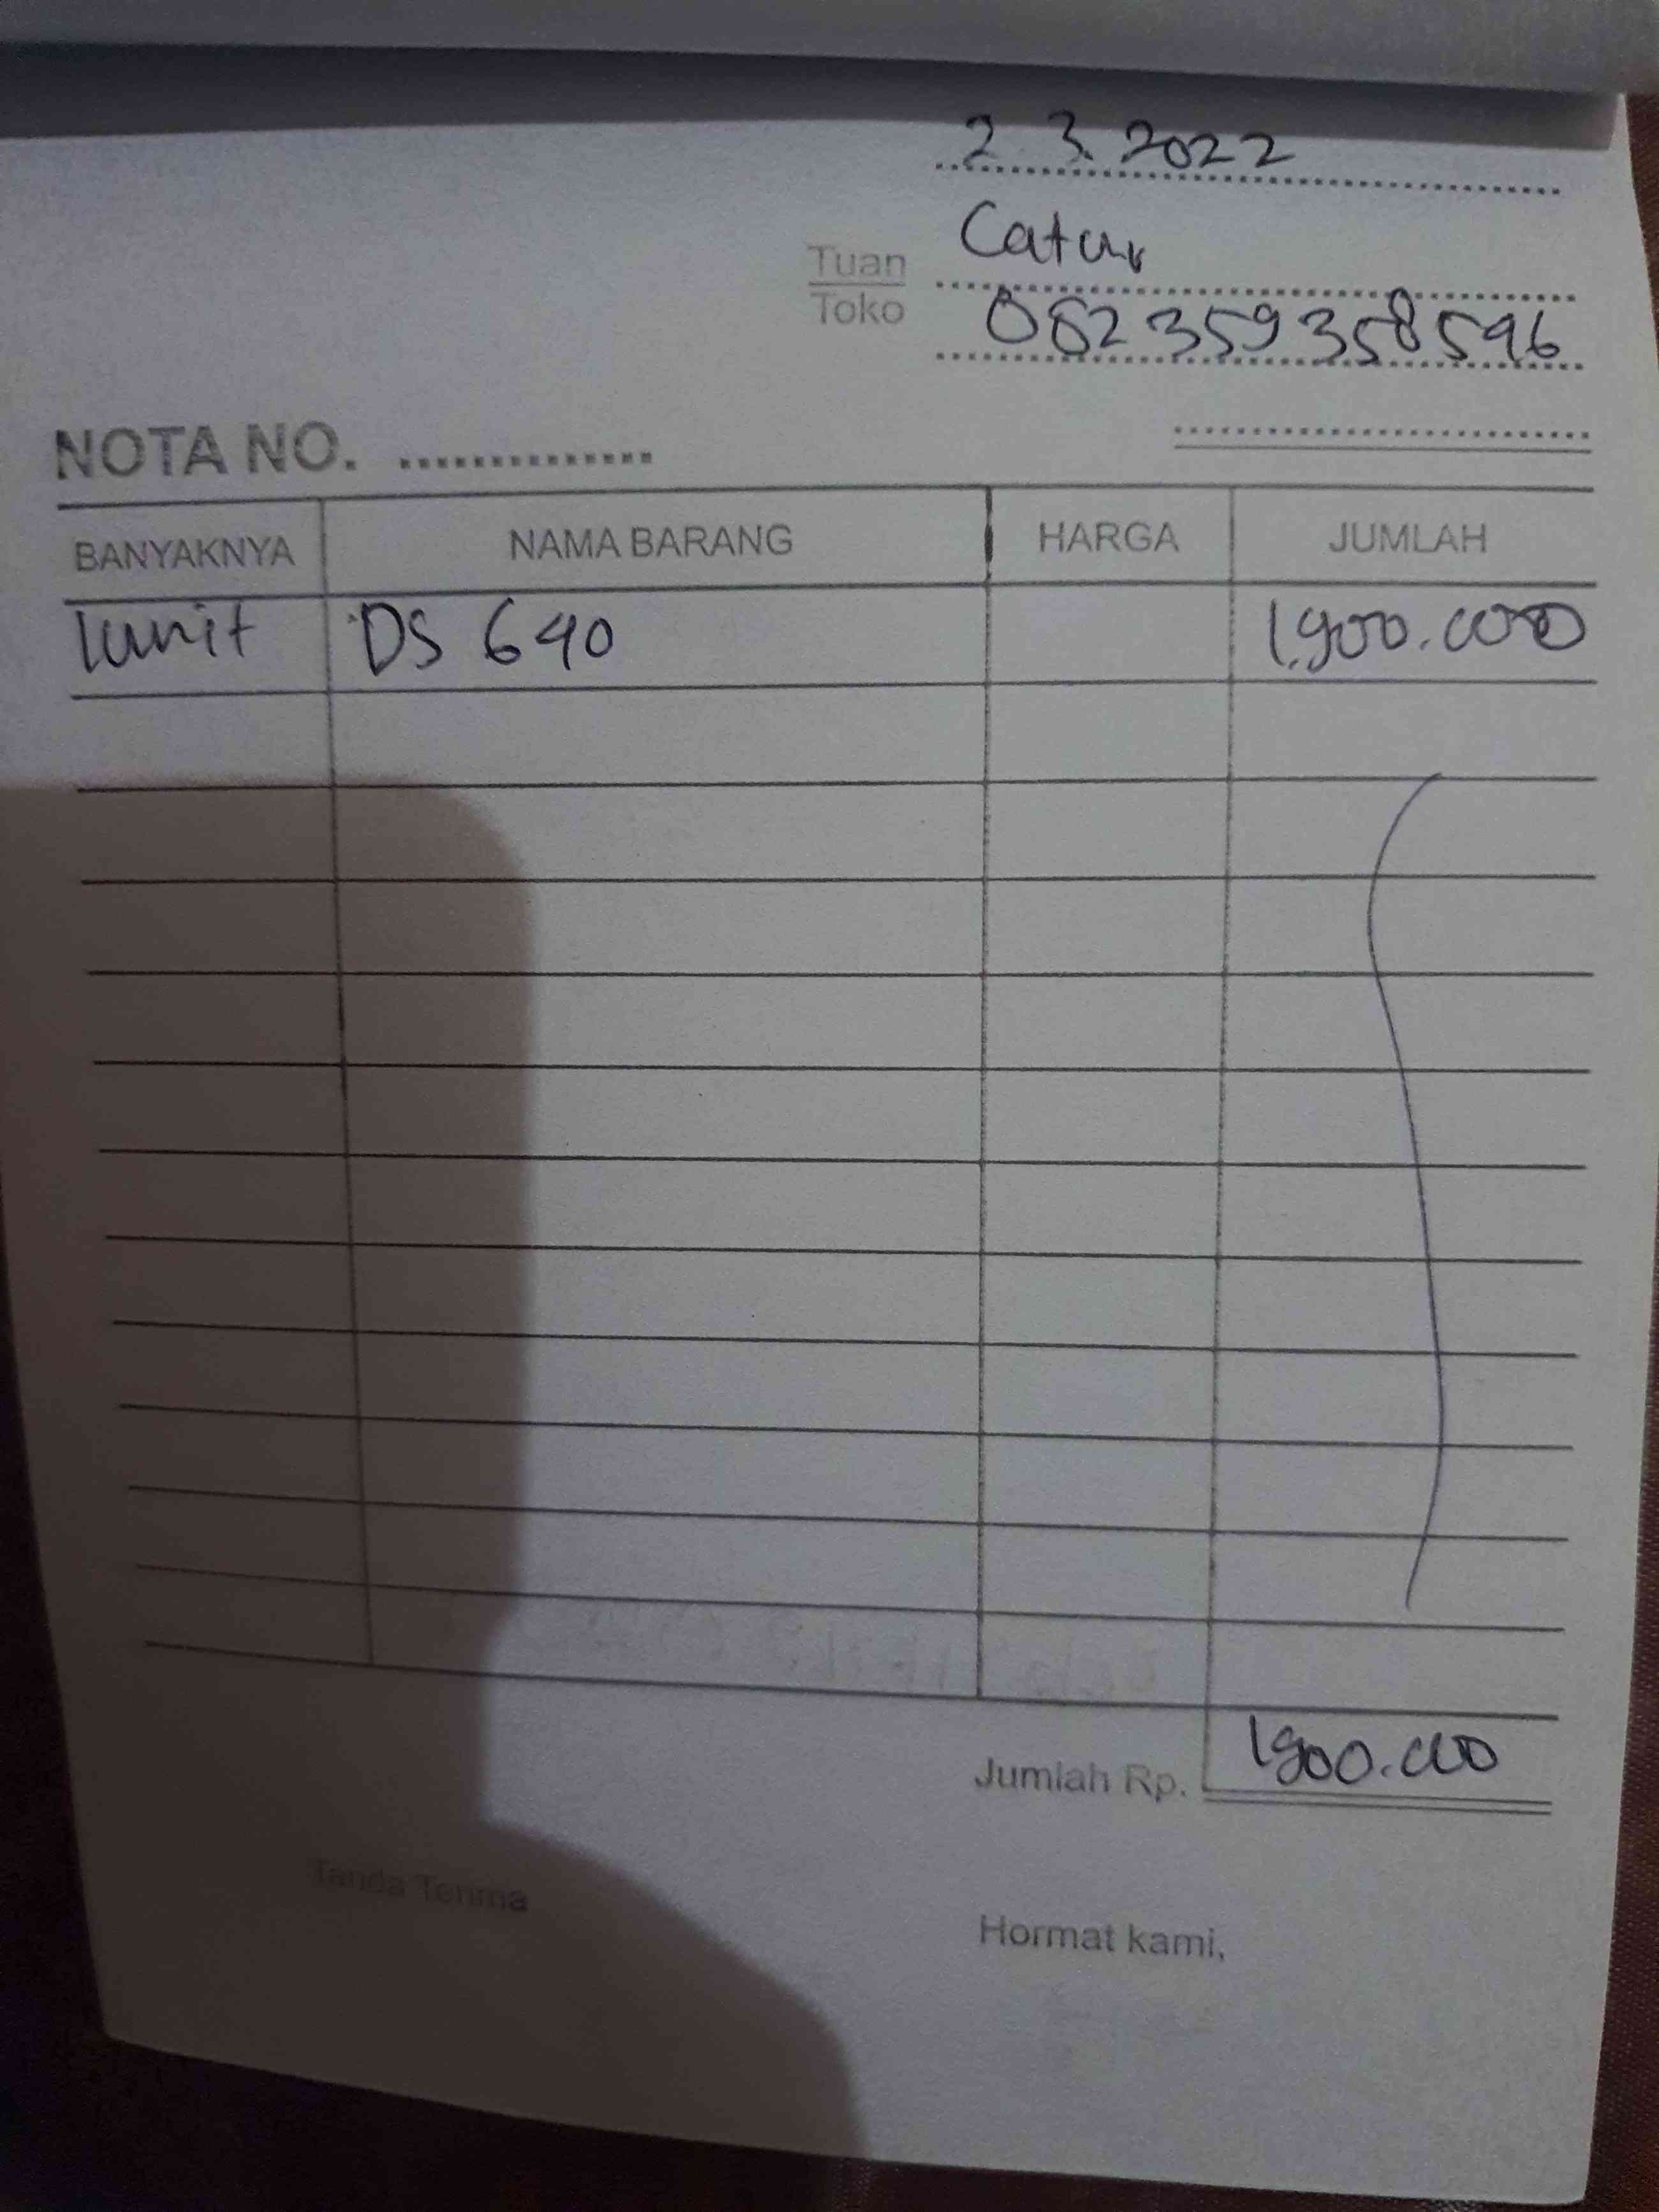 2.3.2022
Tuan Catur
Toko 082359358596
NOTA NO. ..............
BANYAKNYA NAMA BARANG HARGA JUMLAH
1unit DS 640 1.900.000
Jumlah Rp. 1900.000
Tanda Terima
Hormat kami,